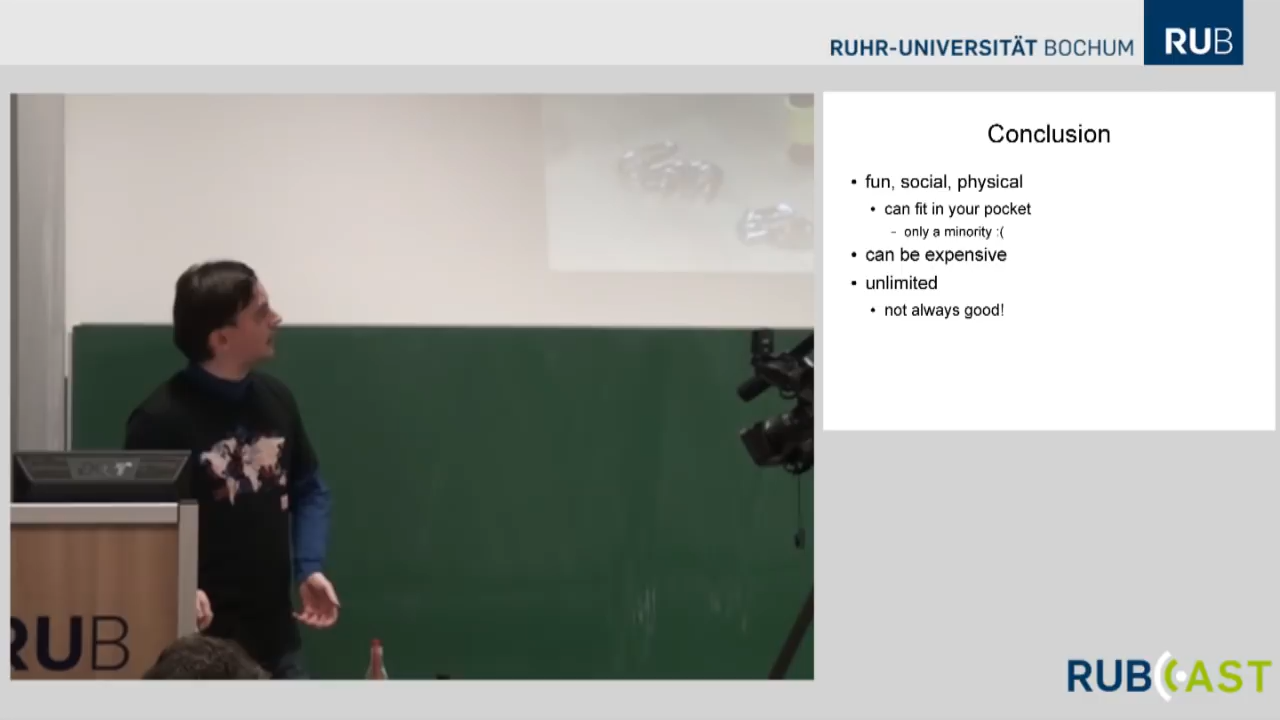 RUHR-UNIVERSITÄT BOCHUM
RUB
Conclusion
• fun, social, physical
• can fit in your pocket
– only a minority :(
• can be expensive
• unlimited
• not always good!
RUB
RUBCAST